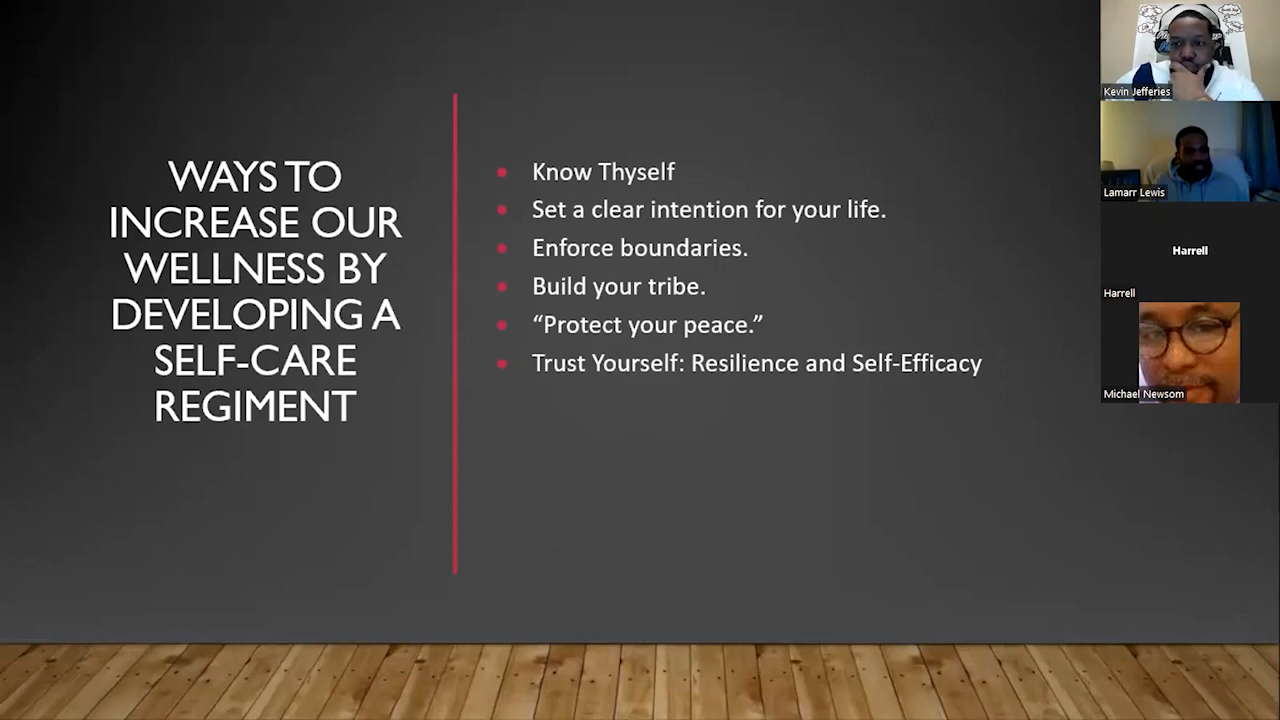 WAYS TO
INCREASE OUR
WELLNESS BY
DEVELOPING A
SELF-CARE
REGIMENT
• Know Thyself
• Set a clear intention for your life.
• Enforce boundaries.
• Build your tribe.
• “Protect your peace.”
• Trust Yourself: Resilience and Self-Efficacy
Kevin Jefferies
Lamarr Lewis
Harrell
Harrell
Michael Newsom